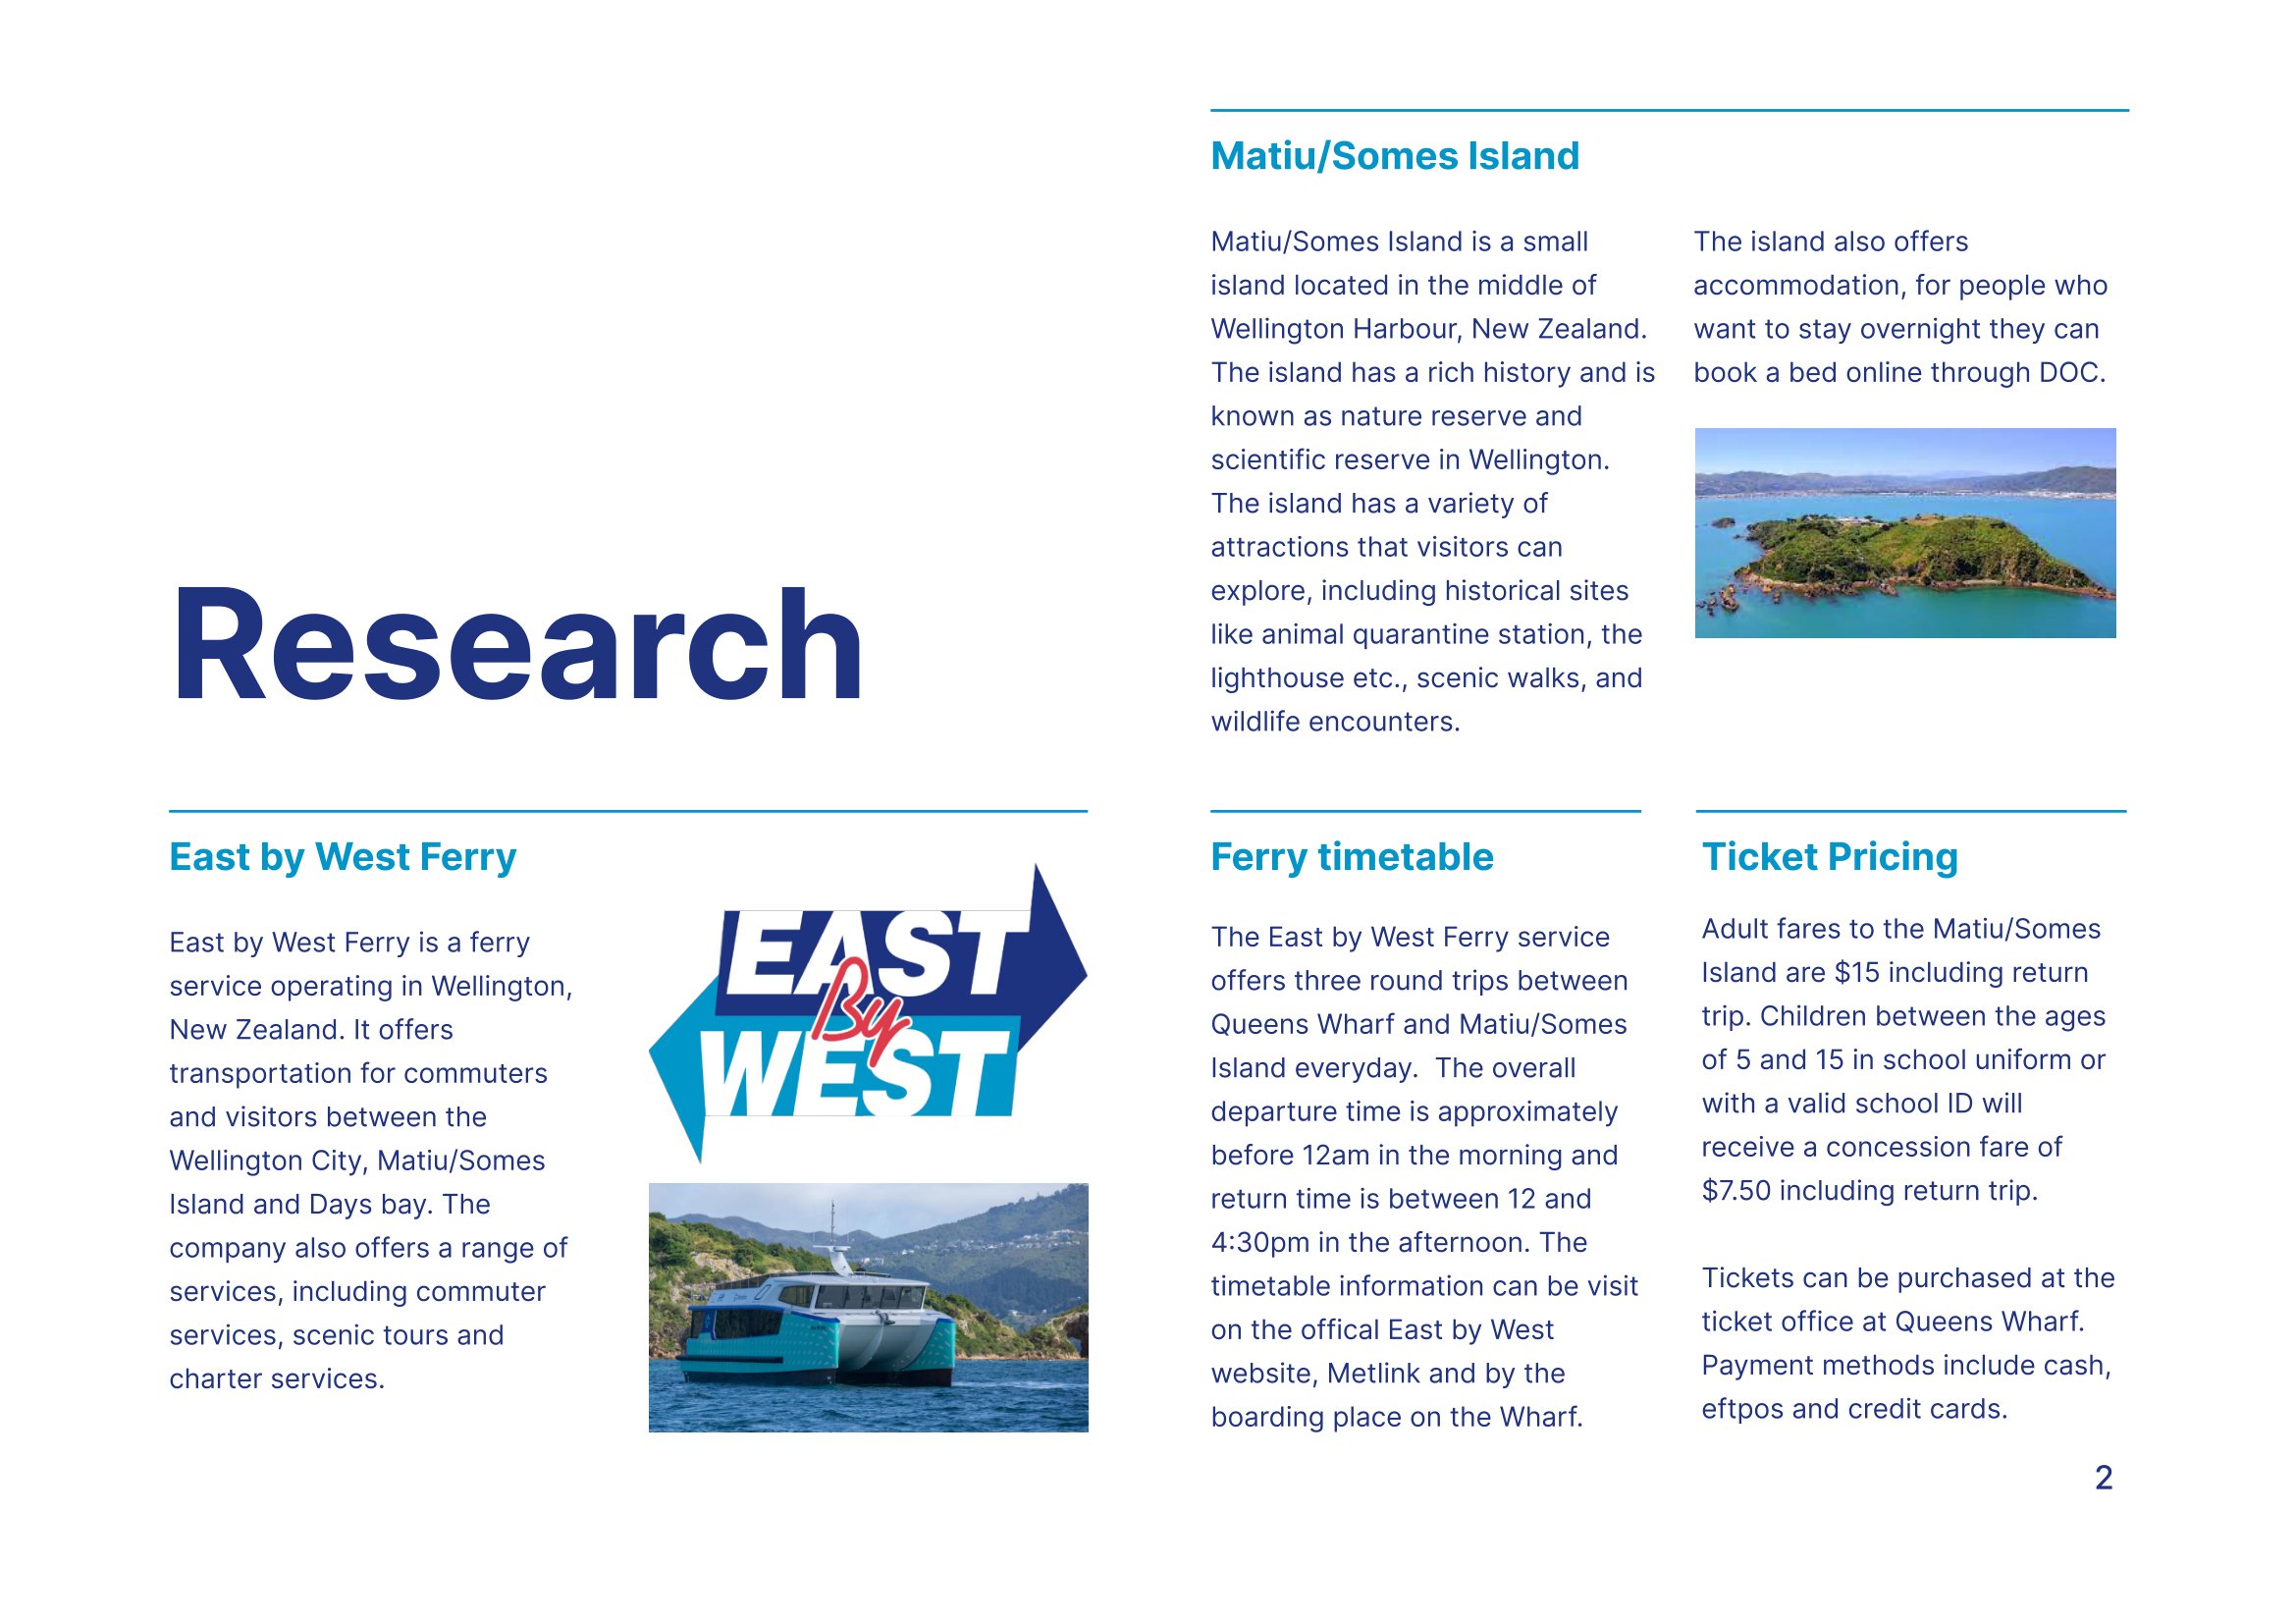 Research
East by West Ferry
East by West Ferry is a ferry
service operating in Wellington,
New Zealand. It offers
transportation for commuters
and visitors between the
Wellington City, Matiu/Somes
Island and Days bay. The
company also offers a range of
services, including commuter
services, scenic tours and
charter services.
EAST
By
WEST
Matiu/Somes Island
Matiu/Somes Island is a small
island located in the middle of
Wellington Harbour, New Zealand.
The island has a rich history and is
known as nature reserve and
scientific reserve in Wellington.
The island has a variety of
attractions that visitors can
explore, including historical sites
like animal quarantine station, the
lighthouse etc., scenic walks, and
wildlife encounters.
The island also offers
accommodation, for people who
want to stay overnight they can
book a bed online through DOC.
Ferry timetable
The East by West Ferry service
offers three round trips between
Queens Wharf and Matiu/Somes
Island everyday.  The overall
departure time is approximately
before 12am in the morning and
return time is between 12 and
4:30pm in the afternoon. The
timetable information can be visit
on the offical East by West
website, Metlink and by the
boarding place on the Wharf.
Ticket Pricing
Adult fares to the Matiu/Somes
Island are $15 including return
trip. Children between the ages
of 5 and 15 in school uniform or
with a valid school ID will
receive a concession fare of
$7.50 including return trip.
Tickets can be purchased at the
ticket office at Queens Wharf.
Payment methods include cash,
eftpos and credit cards.
2